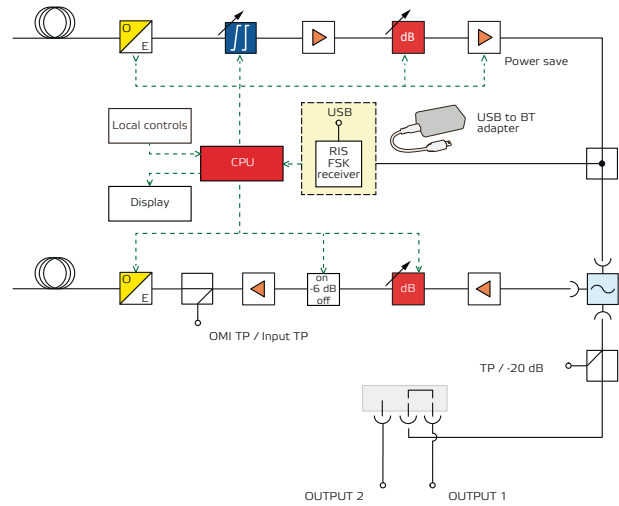 O
E
dB
Power save
USB
USB to BT
adapter
Local controls
RIS
FSK
receiver
CPU
Display
O
E
on
-6 dB
off
dB
OMI TP / Input TP
TP / -20 dB
OUTPUT 2
OUTPUT 1